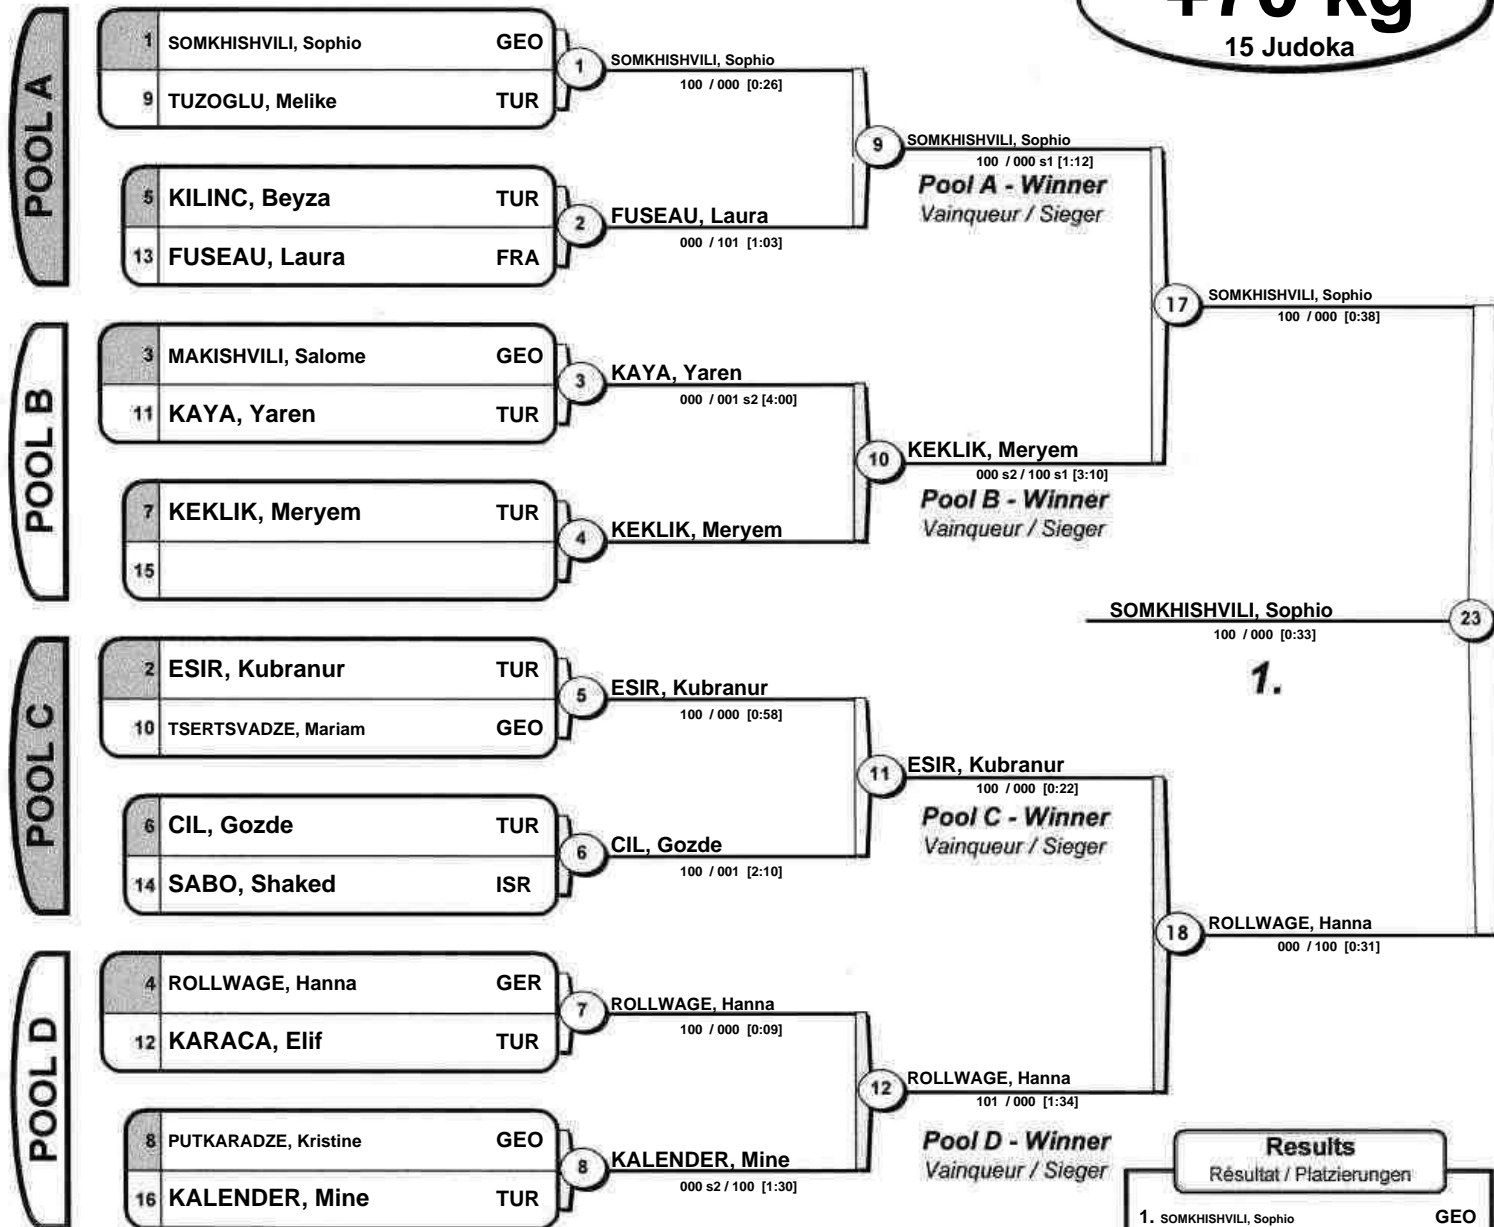 +70 kg
15 Judoka
POOL A
1 SOMKHISHVILI, Sophio GEO
9 TUZOGLU, Melike TUR
1
SOMKHISHVILI, Sophio
100 / 000 [0:26]
5 KILINC, Beyza TUR
13 FUSEAU, Laura FRA
2
FUSEAU, Laura
000 / 101 [1:03]
9
SOMKHISHVILI, Sophio
100 / 000 s1 [1:12]
Pool A - Winner
Vainqueur / Sieger
POOL B
3 MAKISHVILI, Salome GEO
11 KAYA, Yaren TUR
3
KAYA, Yaren
000 / 001 s2 [4:00]
7 KEKLIK, Meryem TUR
15
4
KEKLIK, Meryem
10
KEKLIK, Meryem
000 s2 / 100 s1 [3:10]
Pool B - Winner
Vainqueur / Sieger
17
SOMKHISHVILI, Sophio
100 / 000 [0:38]
SOMKHISHVILI, Sophio
100 / 000 [0:33]
1.
23
POOL C
2 ESIR, Kubranur TUR
10 TSERTSVADZE, Mariam GEO
5
ESIR, Kubranur
100 / 000 [0:58]
6 CIL, Gozde TUR
14 SABO, Shaked ISR
6
CIL, Gozde
100 / 001 [2:10]
11
ESIR, Kubranur
100 / 000 [0:22]
Pool C - Winner
Vainqueur / Sieger
POOL D
4 ROLLWAGE, Hanna GER
12 KARACA, Elif TUR
7
ROLLWAGE, Hanna
100 / 000 [0:09]
8 PUTKARADZE, Kristine GEO
16 KALENDER, Mine TUR
8
KALENDER, Mine
000 s2 / 100 [1:30]
12
ROLLWAGE, Hanna
101 / 000 [1:34]
Pool D - Winner
Vainqueur / Sieger
18
ROLLWAGE, Hanna
000 / 100 [0:31]
Results
Résultat / Platzierungen
1. SOMKHISHVILI, Sophio GEO